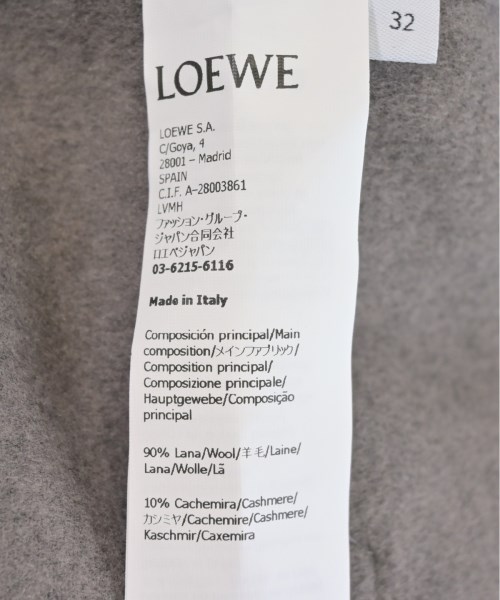 32
LOEWE
LOEWE S.A.
C/Goya, 4
28001 – Madrid
SPAIN
C.I.F. A-28003861
LVMH
ファッション・グループ・
ジャパン合同会社
ロエベジャパン
03-6215-6116
Made in Italy
Composición principal/Main
composition/メインファブリック/
Composition principal/
Composizione principale/
Hauptgewebe/Composição
principal
90% Lana/Wool/羊毛/Laine/
Lana/Wolle/Lã
10% Cachemira/Cashmere/
カシミヤ/Cachemire/Cashmere/
Kaschmir/Caxemira